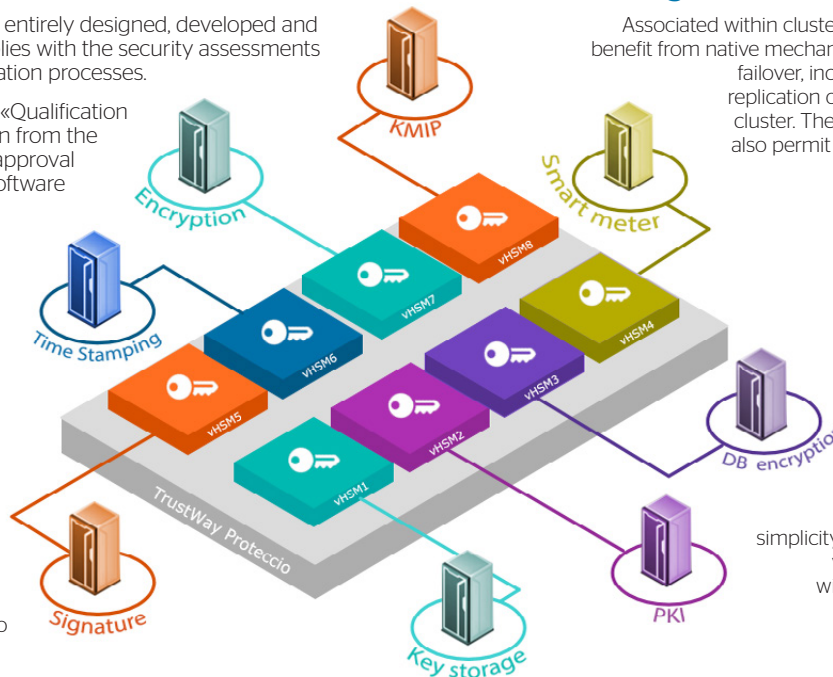 entirely designed, developed and
lies with the security assessments
ation processes.
«Qualification
n from the
approval
oftware
Associated within cluste
benefit from native mechar
failover, inc
replication o
cluster. The
also permit
KMIP
Encryption
Smart meter
Time Stamping
vHSM8
vHSM7
vHSM4
vHSM6
vHSM3
vHSM5
vHSM2
vHSM1
DB encryption
TrustWay Proteccio
simplicity
w
Signature
PKI
Key storage